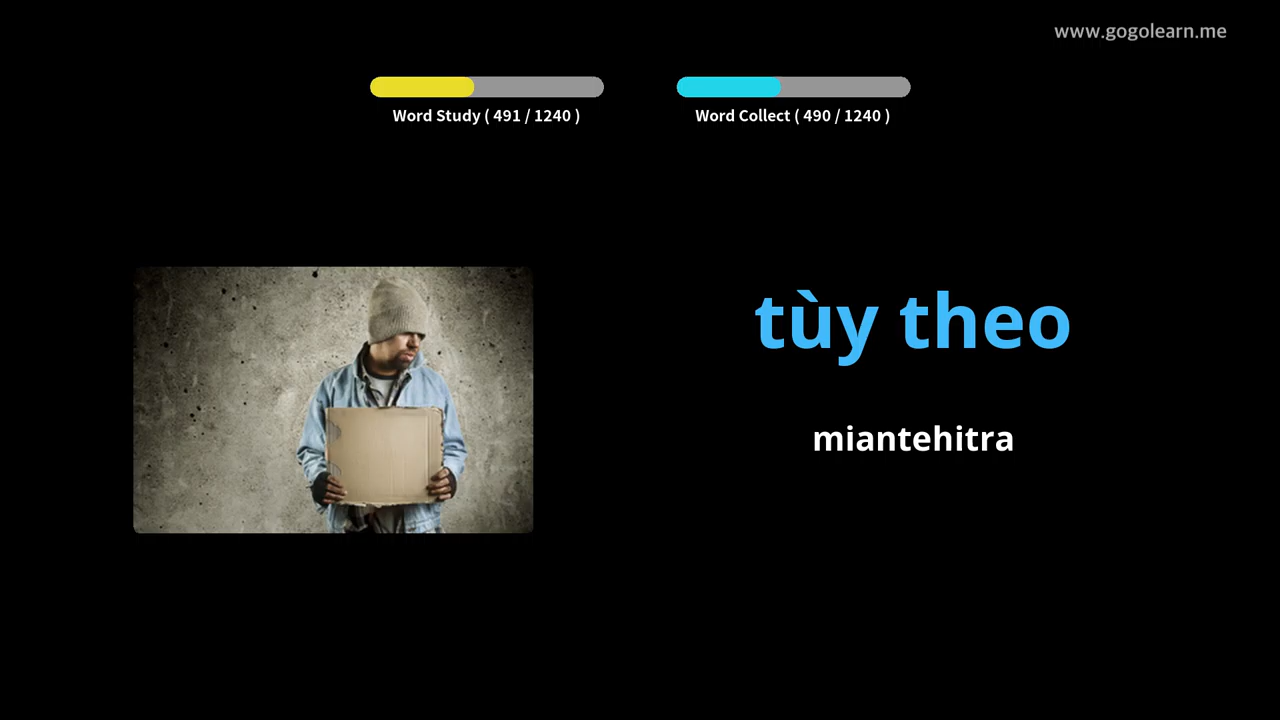 www.gogolearn.me
Word Study ( 491 / 1240 )
Word Collect ( 490 / 1240 )
tùy theo
miantehitra